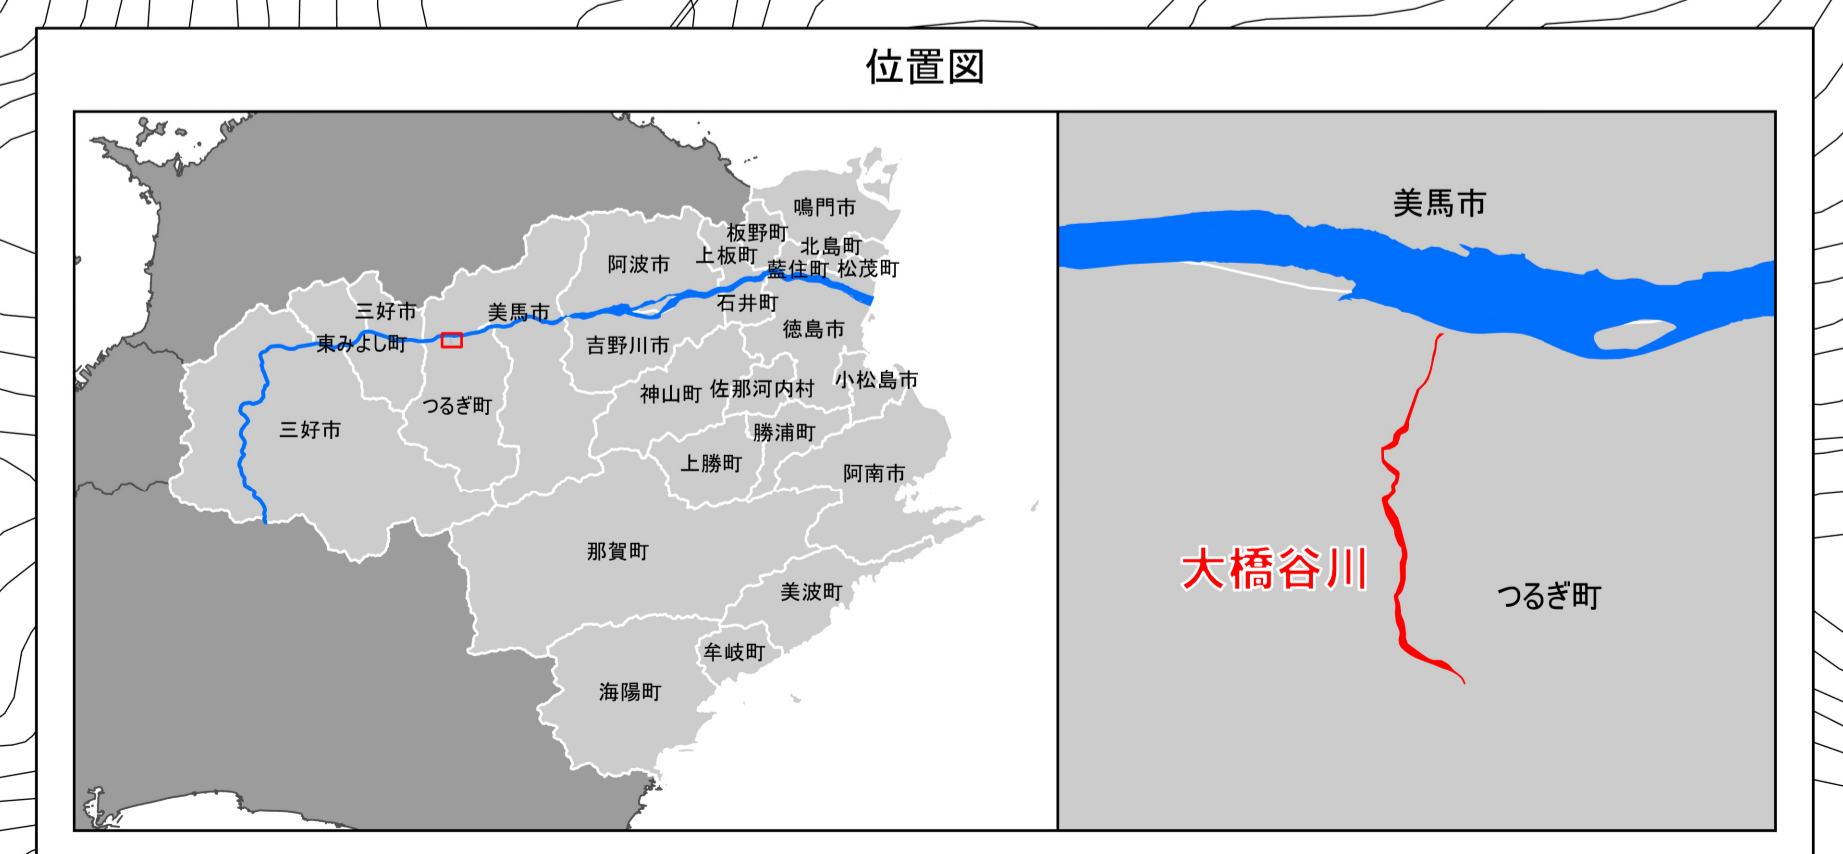 位置図
鳴門市
板野町
北島町
上板町
阿波市
藍住町
松茂町
三好市
美馬市
石井町
徳島市
東みよし町
吉野川市
小松島市
神山町
佐那河内村
つるぎ町
三好市
勝浦町
上勝町
阿南市
那賀町
美波町
牟岐町
海陽町
美馬市
大橋谷川
つるぎ町